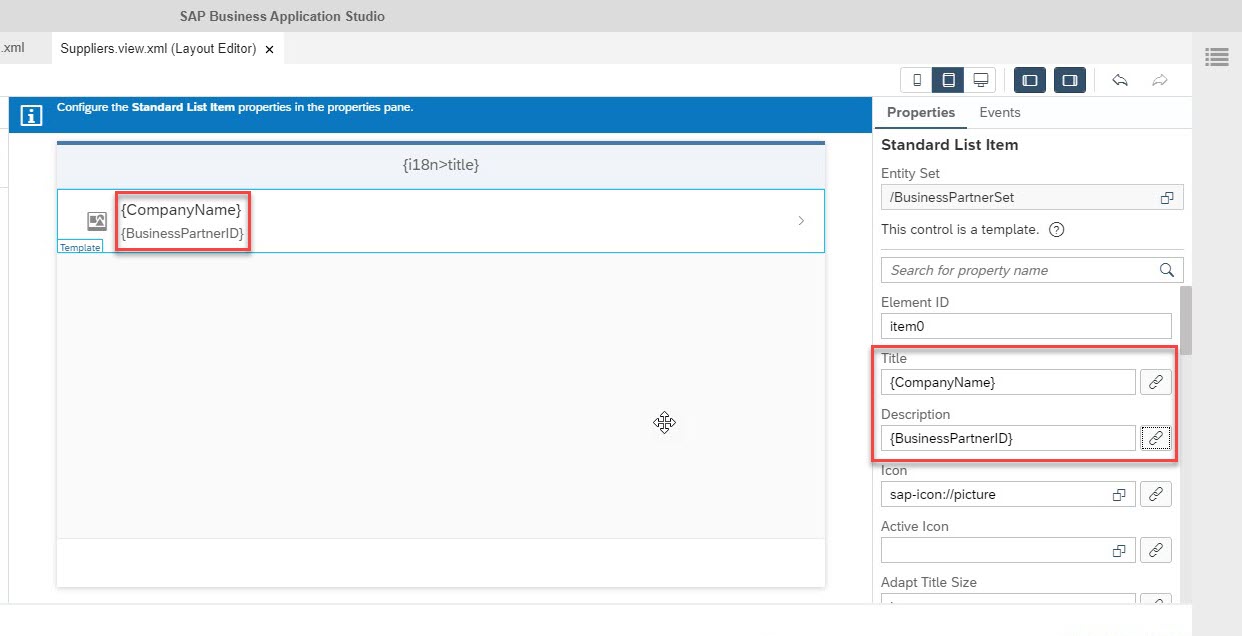 SAP Business Application Studio
.xml
Suppliers.view.xml (Layout Editor) ×
Configure the Standard List Item properties in the properties pane.
{i18n>title}
{CompanyName}
{BusinessPartnerID}
Template
Properties Events
Standard List Item
Entity Set
/BusinessPartnerSet
This control is a template. ?
Search for property name
Element ID
item0
Title
{CompanyName}
Description
{BusinessPartnerID}
Icon
sap-icon://picture
Active Icon
Adapt Title Size